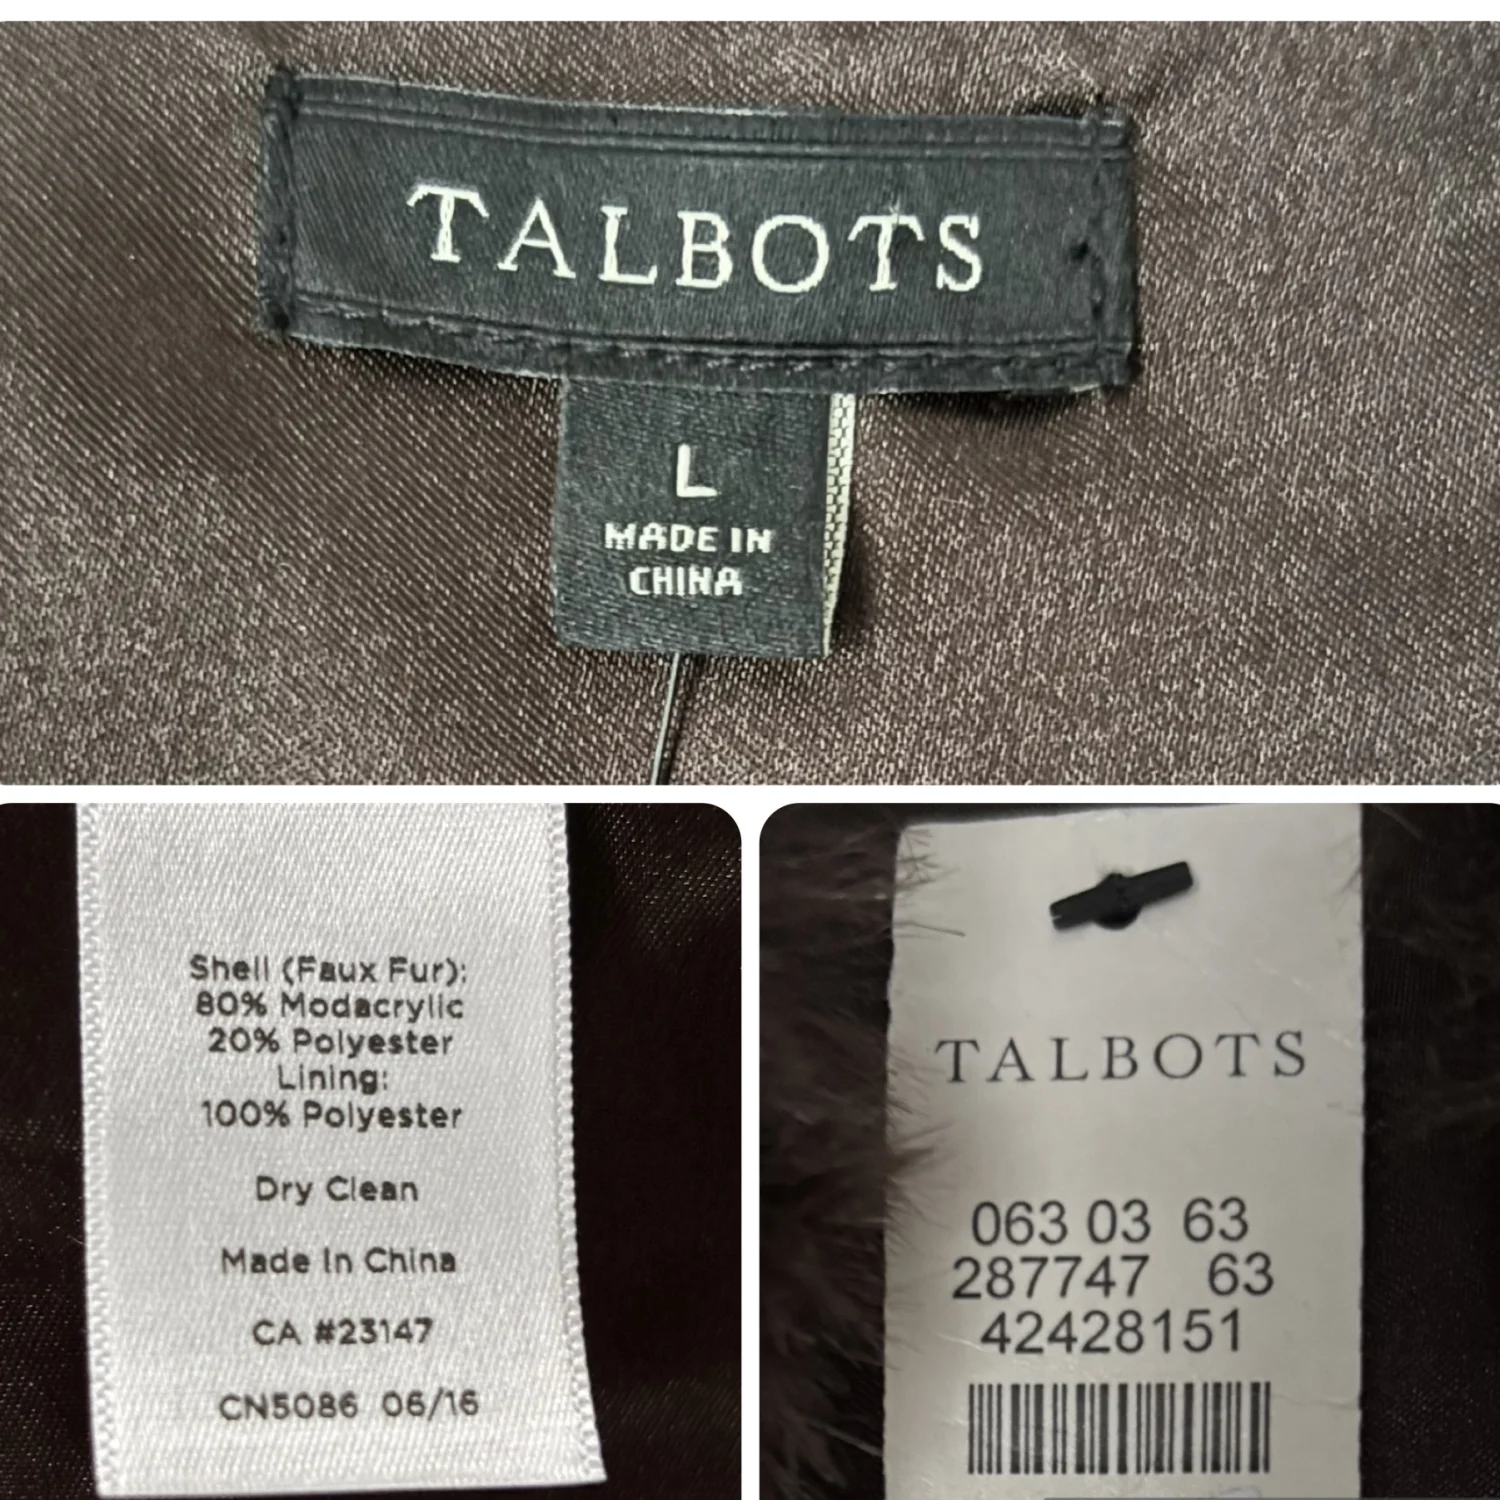 TALBOTS
L
MADE IN
CHINA
Shell (Faux Fur):
80% Modacrylic
20% Polyester
Lining:
100% Polyester
Dry Clean
Made In China
CA #23147
CN5086 06/16
TALBOTS
063 03 63
287747 63
42428151